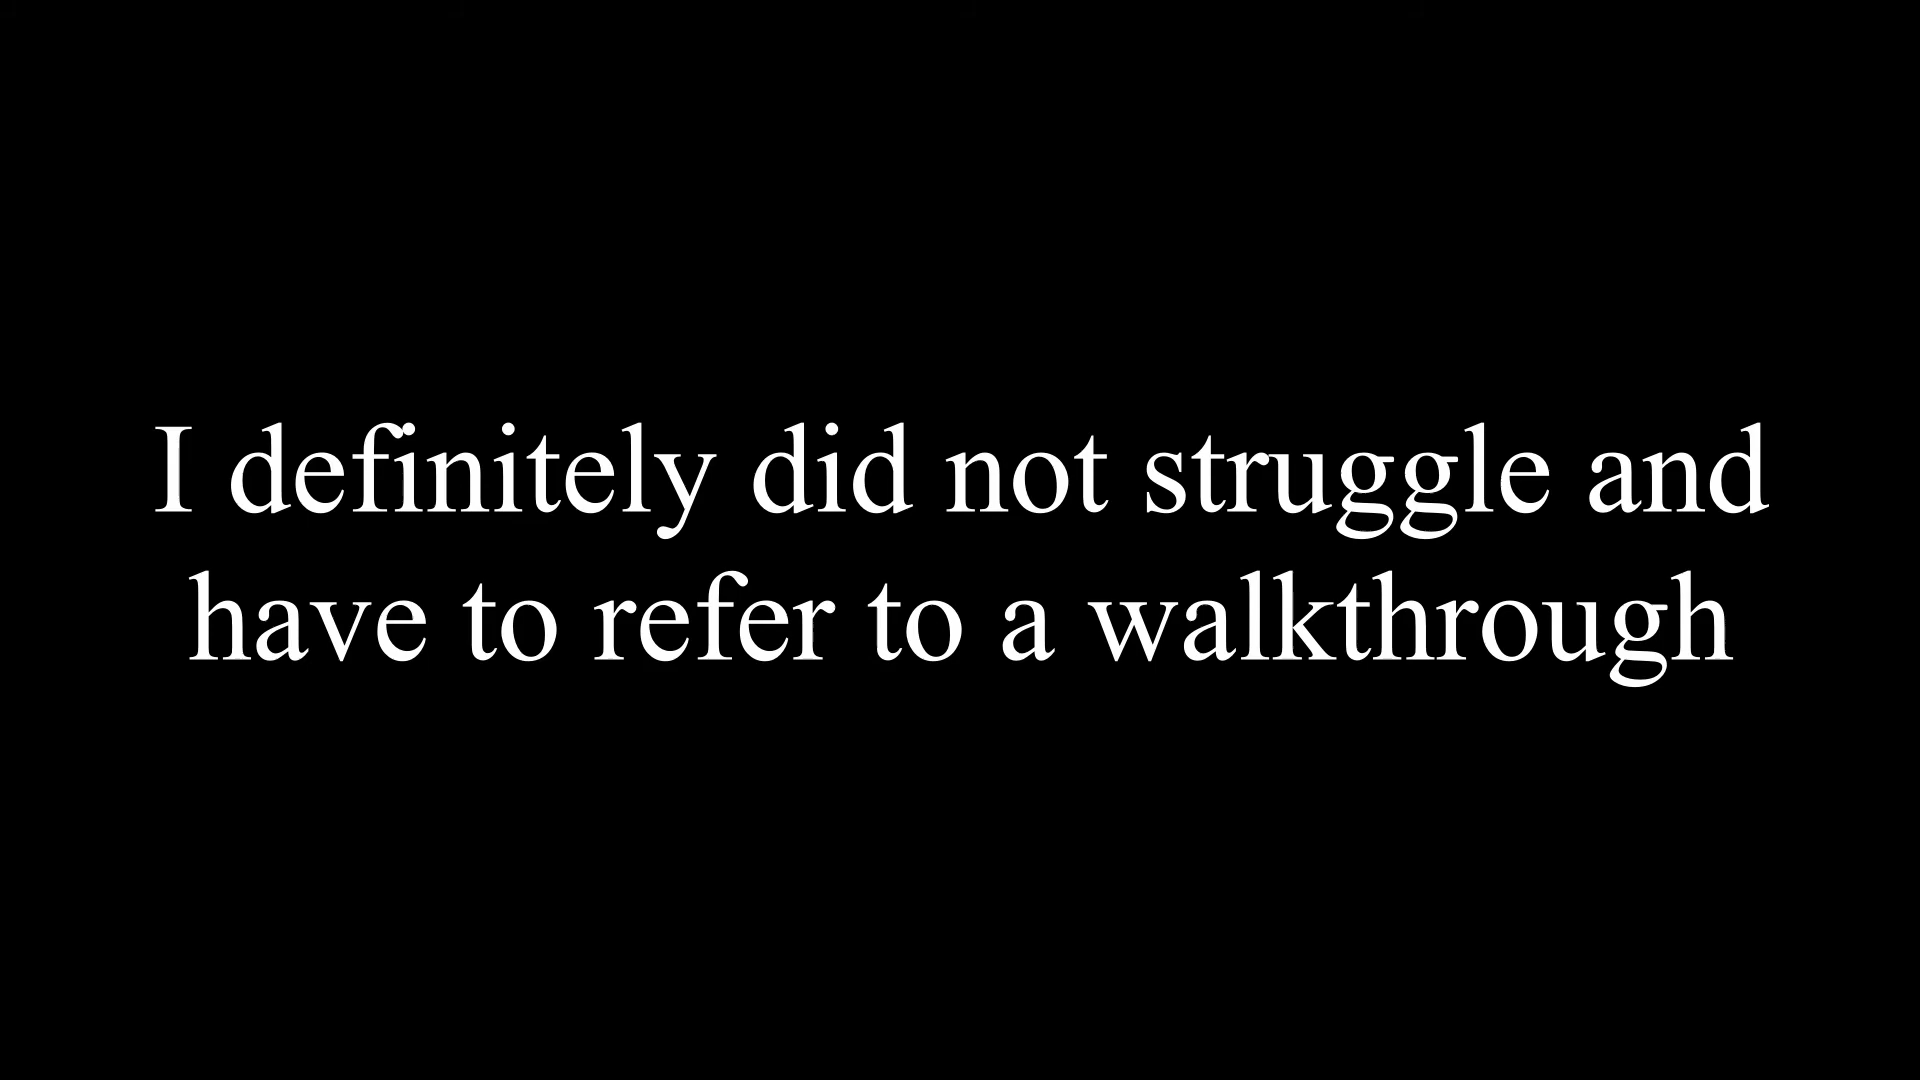 I definitely did not struggle and
have to refer to a walkthrough